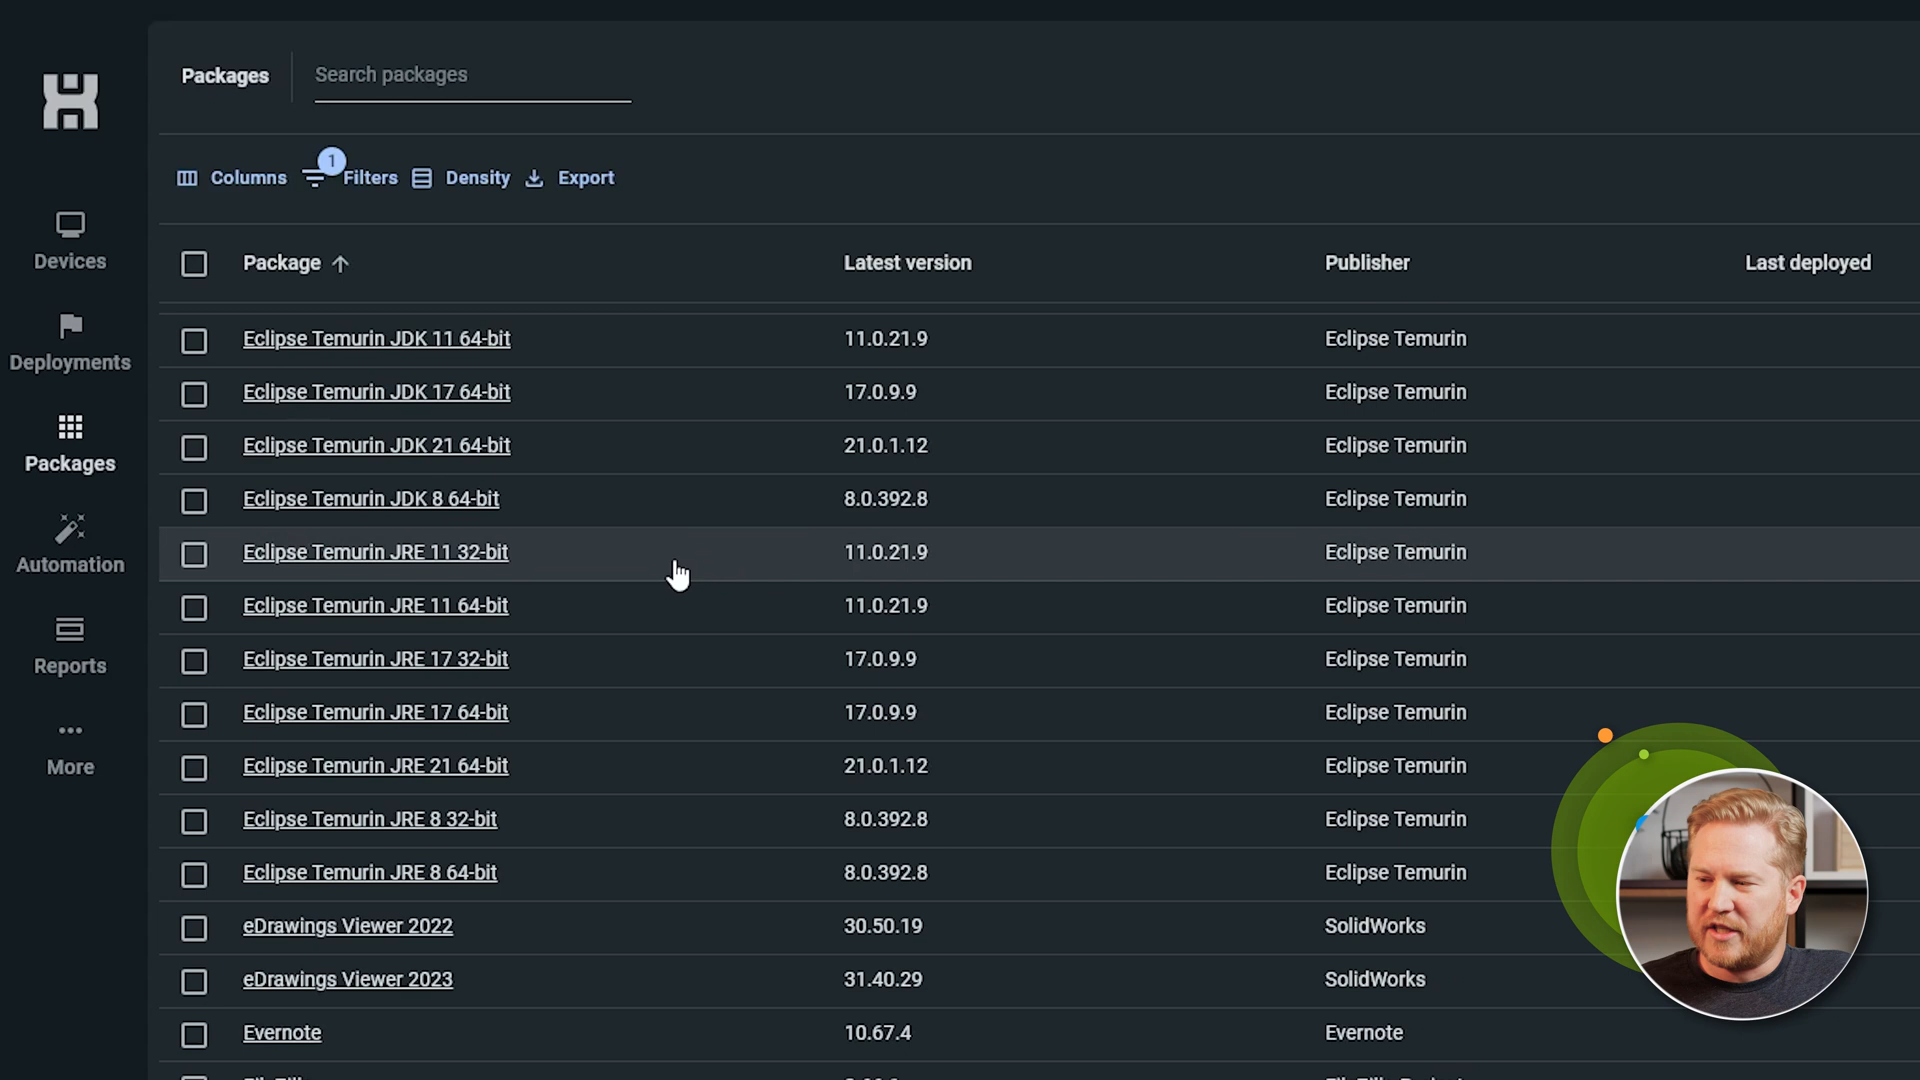 Packages
Search packages
Columns
1
Filters
Density
Export
Package
Latest version
Publisher
Last deployed
Eclipse Temurin JDK 11 64-bit 11.0.21.9 Eclipse Temurin
Eclipse Temurin JDK 17 64-bit 17.0.9.9 Eclipse Temurin
Eclipse Temurin JDK 21 64-bit 21.0.1.12 Eclipse Temurin
Eclipse Temurin JDK 8 64-bit 8.0.392.8 Eclipse Temurin
Eclipse Temurin JRE 11 32-bit 11.0.21.9 Eclipse Temurin
Eclipse Temurin JRE 11 64-bit 11.0.21.9 Eclipse Temurin
Eclipse Temurin JRE 17 32-bit 17.0.9.9 Eclipse Temurin
Eclipse Temurin JRE 17 64-bit 17.0.9.9 Eclipse Temurin
Eclipse Temurin JRE 21 64-bit 21.0.1.12 Eclipse Temurin
Eclipse Temurin JRE 8 32-bit 8.0.392.8 Eclipse Temurin
Eclipse Temurin JRE 8 64-bit 8.0.392.8 Eclipse Temurin
eDrawings Viewer 2022 30.50.19 SolidWorks
eDrawings Viewer 2023 31.40.29 SolidWorks
Evernote 10.67.4 Evernote
Devices
Deployments
Packages
Automation
Reports
More